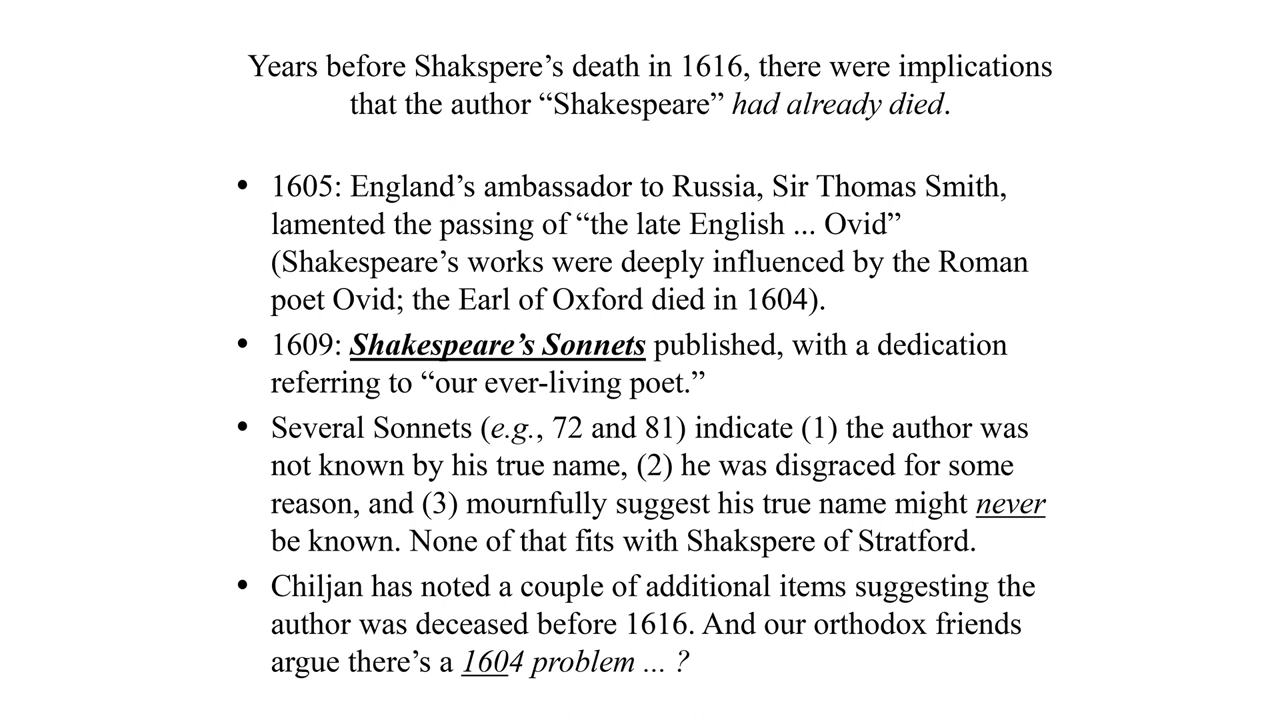 Years before Shakspere’s death in 1616, there were implications
that the author “Shakespeare” had already died.
• 1605: England’s ambassador to Russia, Sir Thomas Smith,
lamented the passing of “the late English ... Ovid”
(Shakespeare’s works were deeply influenced by the Roman
poet Ovid; the Earl of Oxford died in 1604).
• 1609: Shakespeare’s Sonnets published, with a dedication
referring to “our ever-living poet.”
• Several Sonnets (e.g., 72 and 81) indicate (1) the author was
not known by his true name, (2) he was disgraced for some
reason, and (3) mournfully suggest his true name might never
be known. None of that fits with Shakspere of Stratford.
• Chiljan has noted a couple of additional items suggesting the
author was deceased before 1616. And our orthodox friends
argue there’s a 1604 problem ... ?